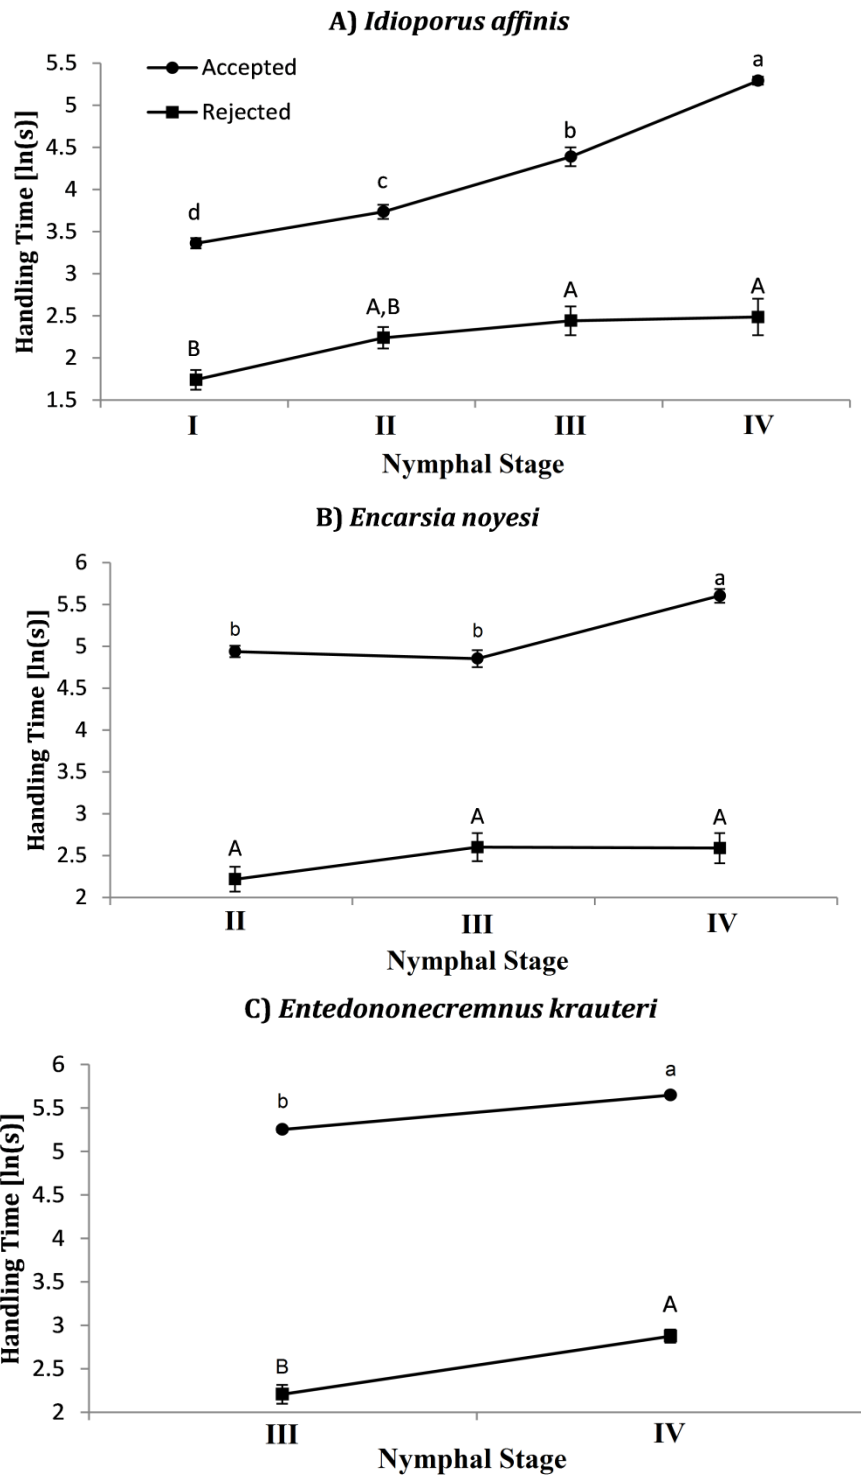 A) Idioporus affinis
Handling Time [ln(s)]
5.5
5
4.5
4
3.5
3
2.5
2
1.5
Accepted
Rejected
a
b
c
d
A
A
A,B
B
I II III IV
Nymphal Stage
B) Encarsia noyesi
Handling Time [ln(s)]
6
5.5
5
4.5
4
3.5
3
2.5
2
a
b b
A A
A
II III IV
Nymphal Stage
C) Entedononecremnus krauteri
Handling Time [ln(s)]
6
5.5
5
4.5
4
3.5
3
2.5
2
a
b
A
B
III IV
Nymphal Stage